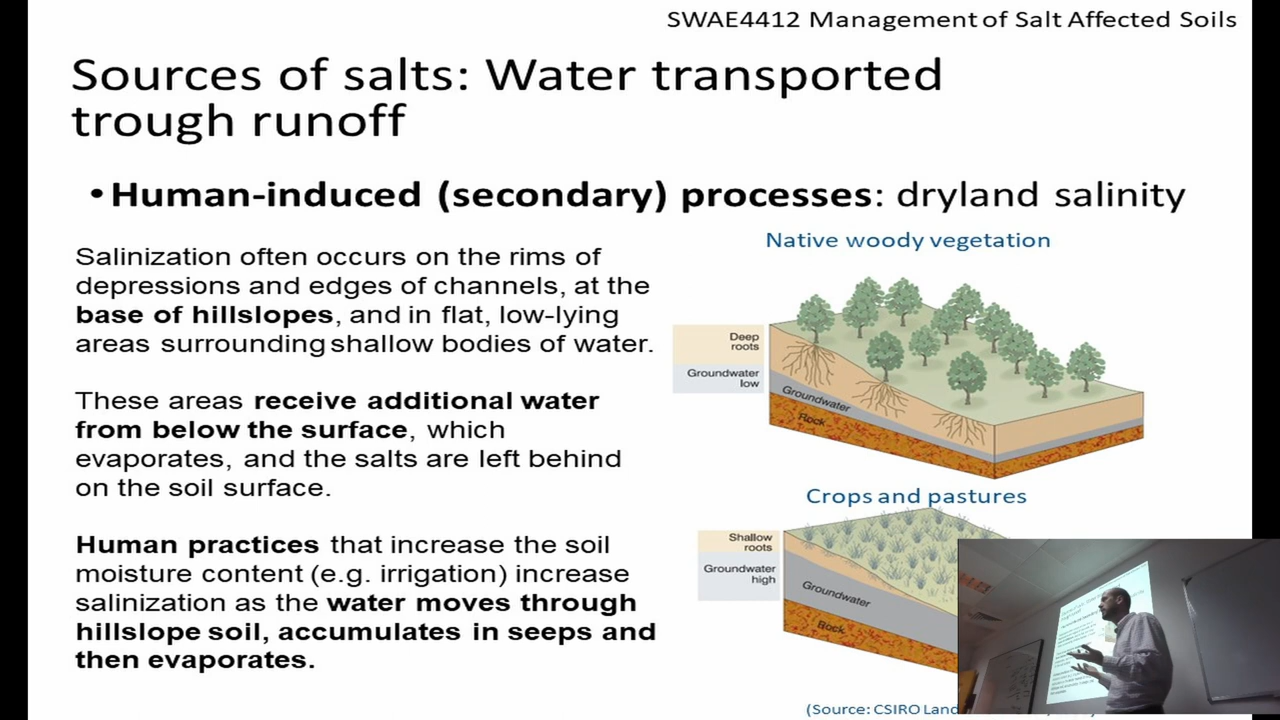 SWAE4412 Management of Salt Affected Soils
Sources of salts: Water transported
trough runoff
• Human-induced (secondary) processes: dryland salinity
Salinization often occurs on the rims of
depressions and edges of channels, at the
base of hillslopes, and in flat, low-lying
areas surrounding shallow bodies of water.
These areas receive additional water
from below the surface, which
evaporates, and the salts are left behind
on the soil surface.
Human practices that increase the soil
moisture content (e.g. irrigation) increase
salinization as the water moves through
hillslope soil, accumulates in seeps and
then evaporates.
Native woody vegetation
Deep
roots
Groundwater
low
Groundwater
Rock
Crops and pastures
Shallow
roots
Groundwater
high
Groundwater
Rock
(Source: CSIRO Land